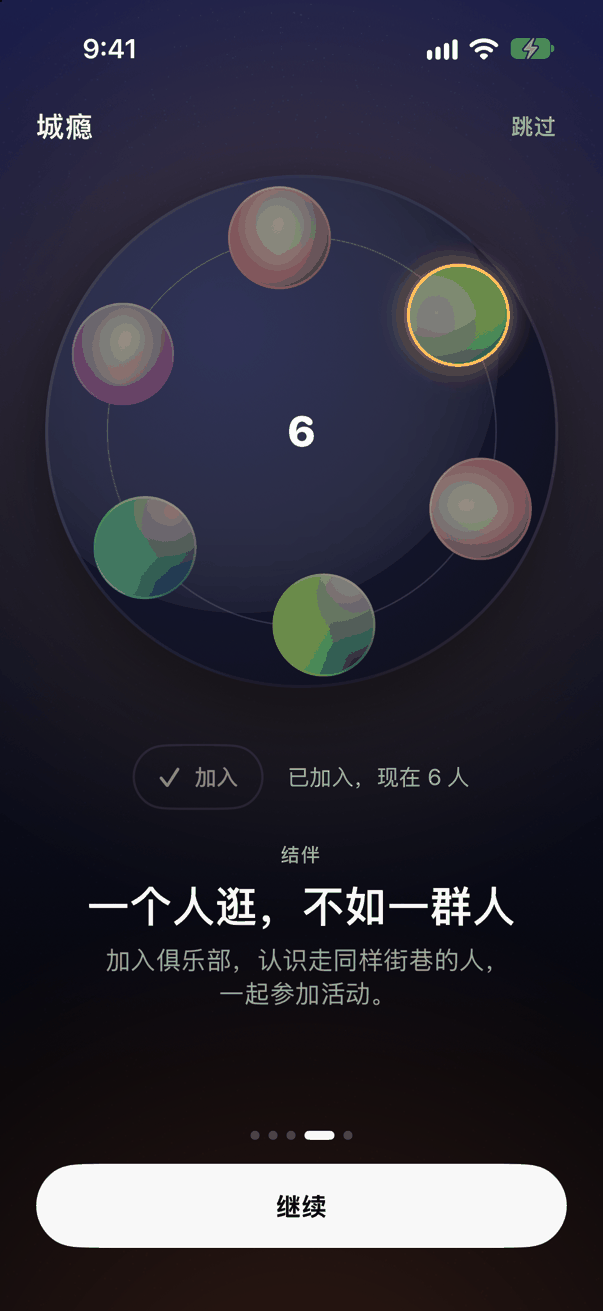 9:41
城瘾
跳过
6
加入
已加入，现在 6 人
结伴
一个人逛，不如一群人
加入俱乐部，认识走同样街巷的人，
一起参加活动。
继续